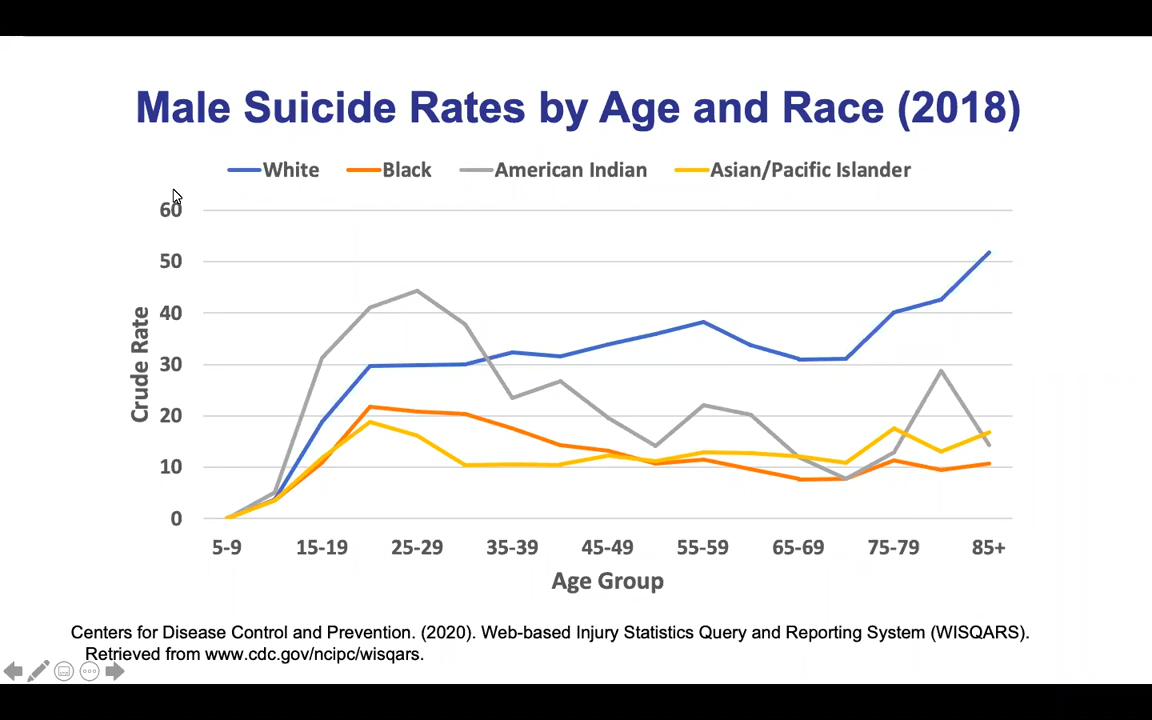 Male Suicide Rates by Age and Race (2018)
White Black American Indian Asian/Pacific Islander
60
50
40
30
20
10
0
Crude Rate
5-9 15-19 25-29 35-39 45-49 55-59 65-69 75-79 85+
Age Group
Centers for Disease Control and Prevention. (2020). Web-based Injury Statistics Query and Reporting System (WISQARS).
Retrieved from www.cdc.gov/ncipc/wisqars.